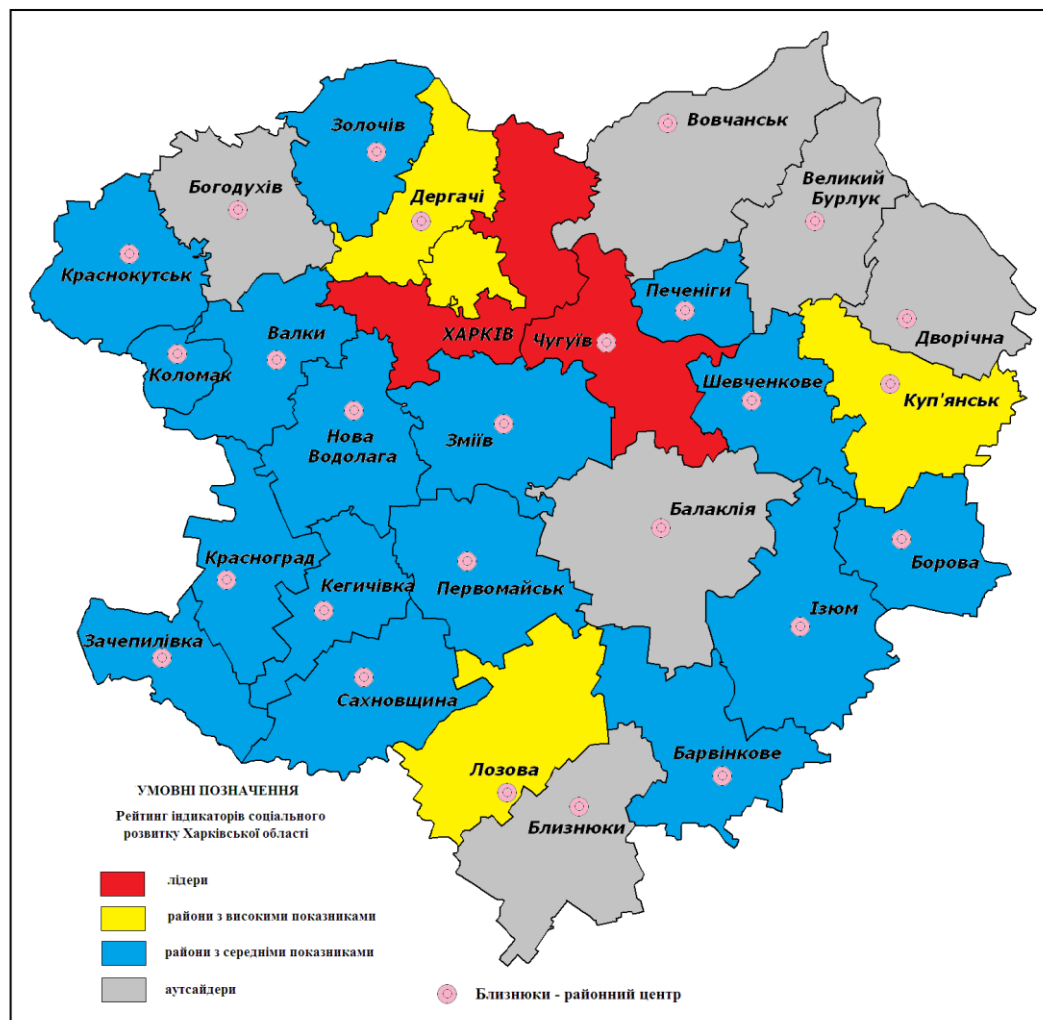 Золочів
Вовчанськ
Богодухів
Дергачі
Великий
Бурлук
Краснокутськ
Печеніги
Валки
ХАРКІВ
Чугуїв
Дворічна
Коломак
Шевченкове
Куп'янськ
Нова
Водолага
Зміїв
Балаклія
Красноград
Кегичівка
Первомайськ
Борова
Ізюм
Зачепилівка
Сахновщина
Барвінкове
Лозова
Близнюки
УМОВНІ ПОЗНАЧЕННЯ
Рейтинг індикаторів соціального
розвитку Харківської області
лідери
райони з високими показниками
райони з середніми показниками
аутсайдери
Близнюки - районний центр